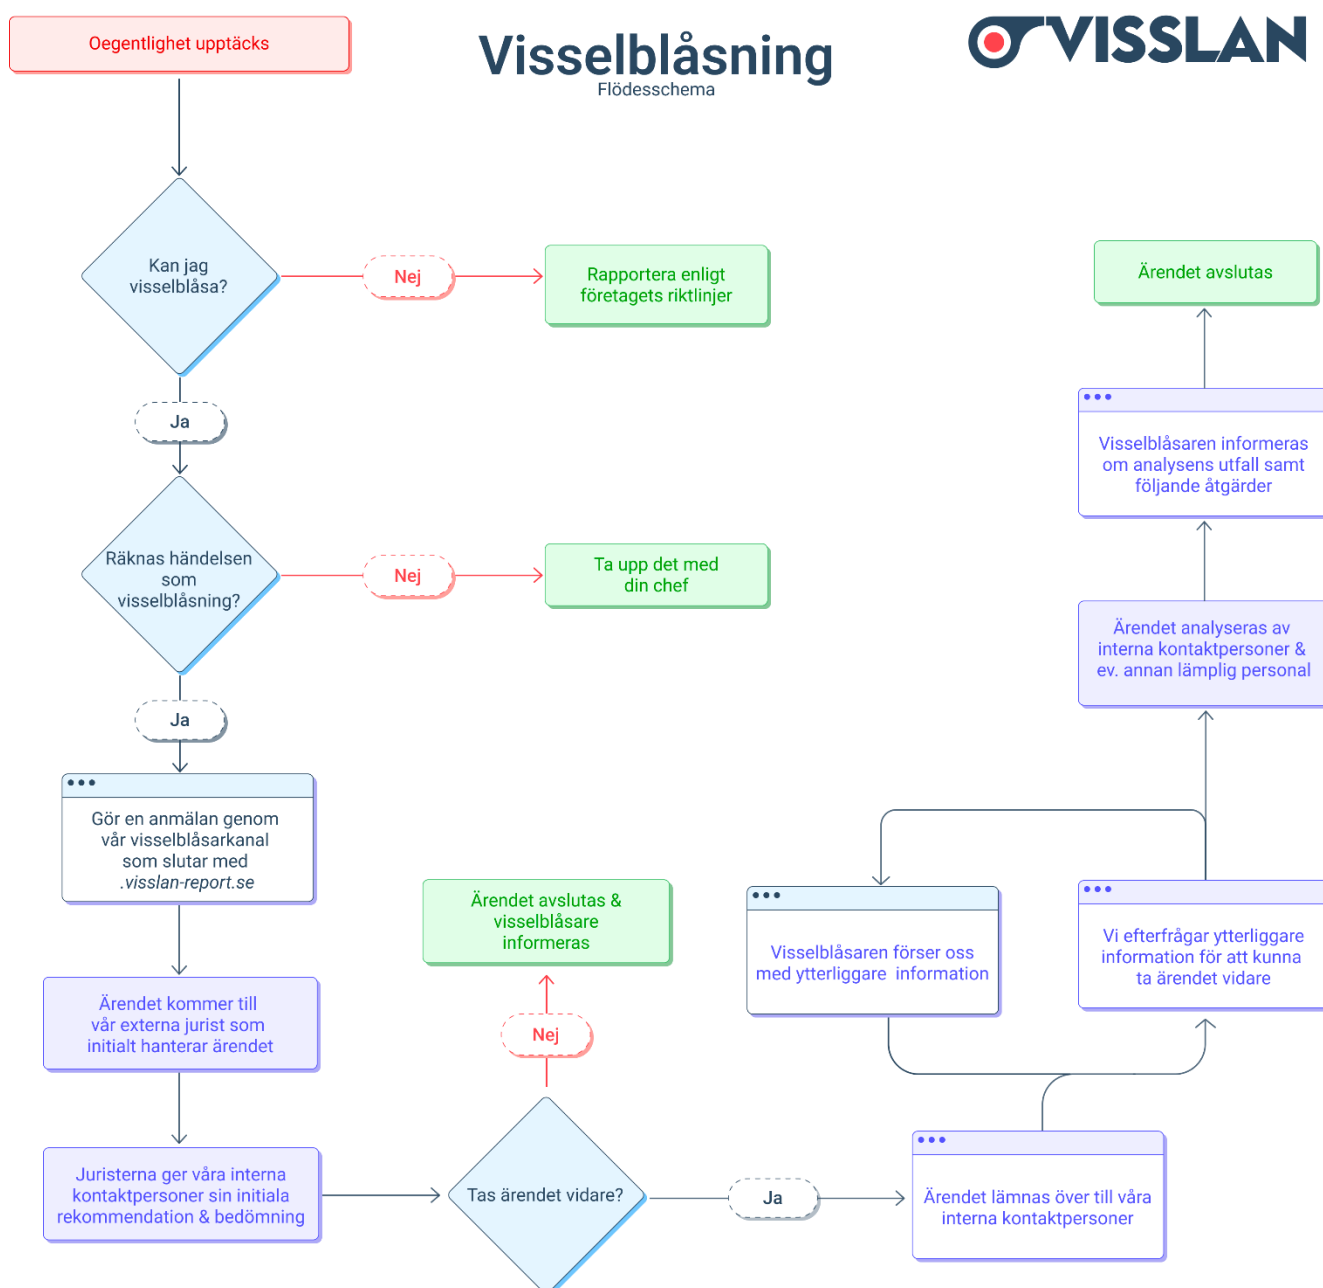 Oegentlighet upptäcks
Visselblåsning
Flödesschema
VISSLAN
Kan jag
visselblåsa?
Nej
Rapportera enligt
företagets riktlinjer
Ja
Räknas händelsen
som
visselblåsning?
Nej
Ta upp det med
din chef
Ja
Gör en anmälan genom
vår visselblåsarkanal
som slutar med
.visslan-report.se
Ärendet kommer till
vår externa jurist som
initialt hanterar ärendet
Juristerna ger våra interna
kontaktpersoner sin initiala
rekommendation & bedömning
Tas ärendet vidare?
Nej
Ärendet avslutas &
visselblåsare
informeras
Ja
Ärendet lämnas över till våra
interna kontaktpersoner
Vi efterfrågar ytterliggare
information för att kunna
ta ärendet vidare
Visselblåsaren förser oss
med ytterliggare information
Ärendet analyseras av
interna kontaktpersoner &
ev. annan lämplig personal
Visselblåsaren informeras
om analysens utfall samt
följande åtgärder
Ärendet avslutas